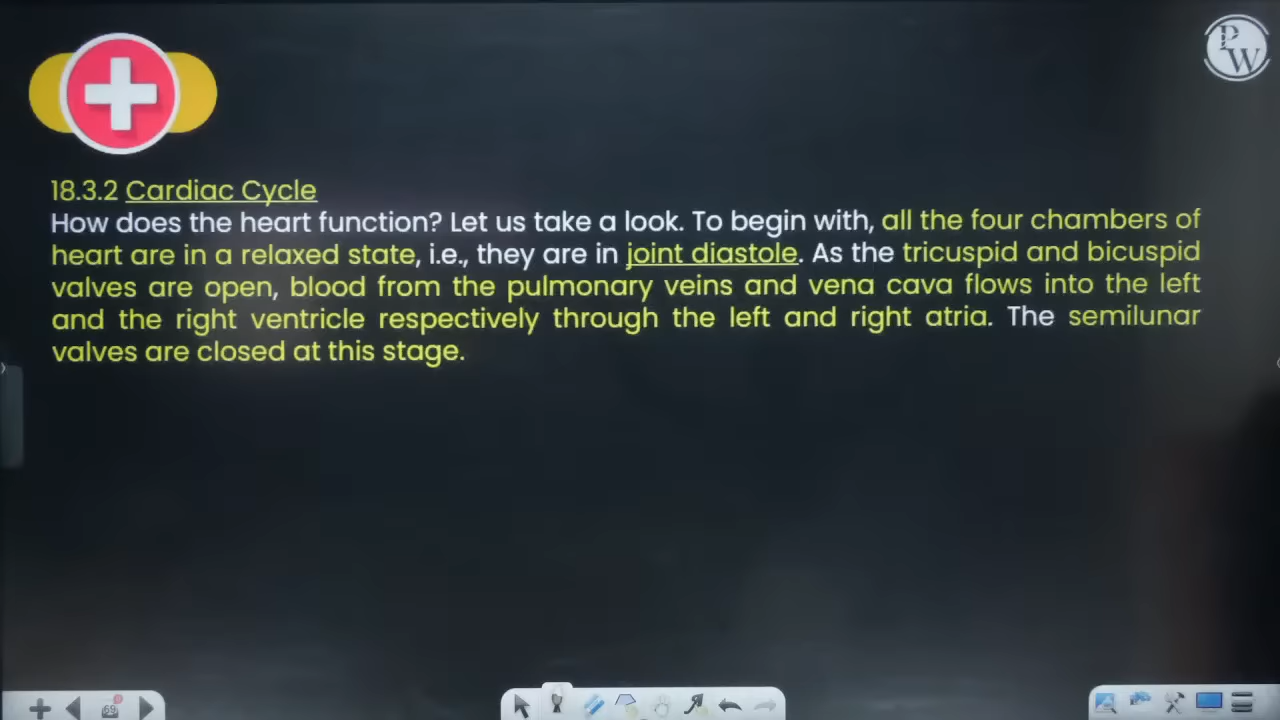 PW
18.3.2 Cardiac Cycle
How does the heart function? Let us take a look. To begin with, all the four chambers of
heart are in a relaxed state, i.e., they are in joint diastole. As the tricuspid and bicuspid
valves are open, blood from the pulmonary veins and vena cava flows into the left
and the right ventricle respectively through the left and right atria. The semilunar
valves are closed at this stage.
69